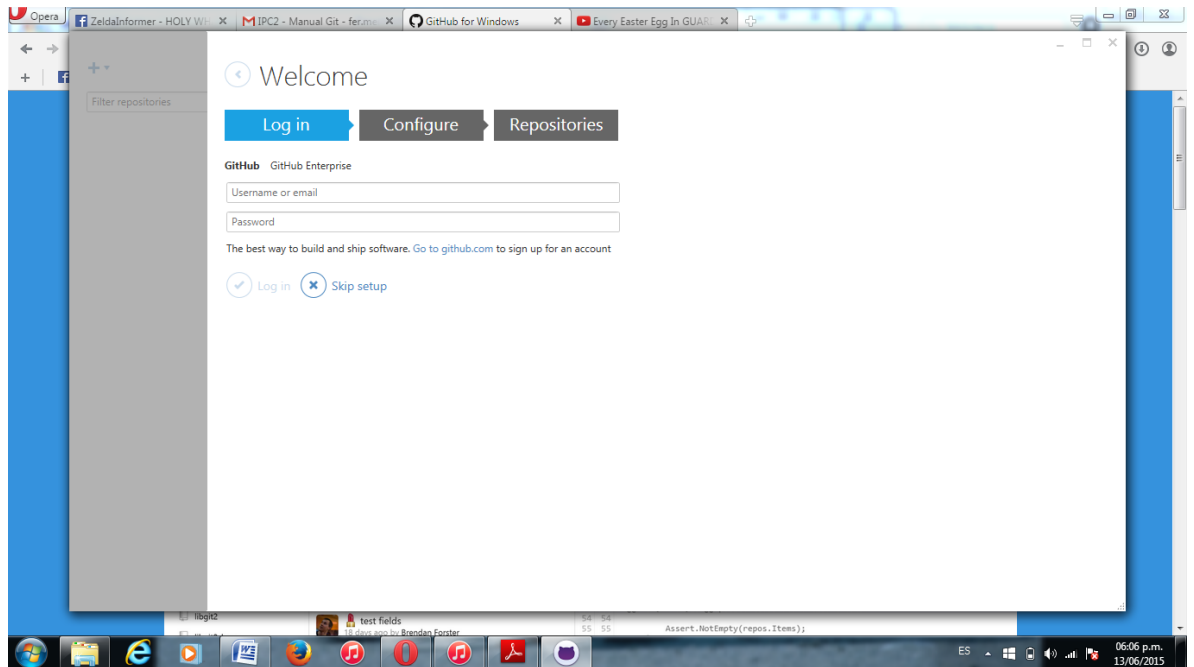 Opera
ZeldaInformer - HOLY WH
IPC2 - Manual Git - fer.me
GitHub for Windows
Every Easter Egg In GUAR
Filter repositories
Welcome
Log in
Configure
Repositories
GitHub GitHub Enterprise
Username or email
Password
The best way to build and ship software. Go to github.com to sign up for an account
Log in
Skip setup
libgit2
test fields
18 days ago by Brendan Forster
54 54
55 55 Assert.NotEmpty(repos.Items);
ES
06:06 p.m.
13/06/2015